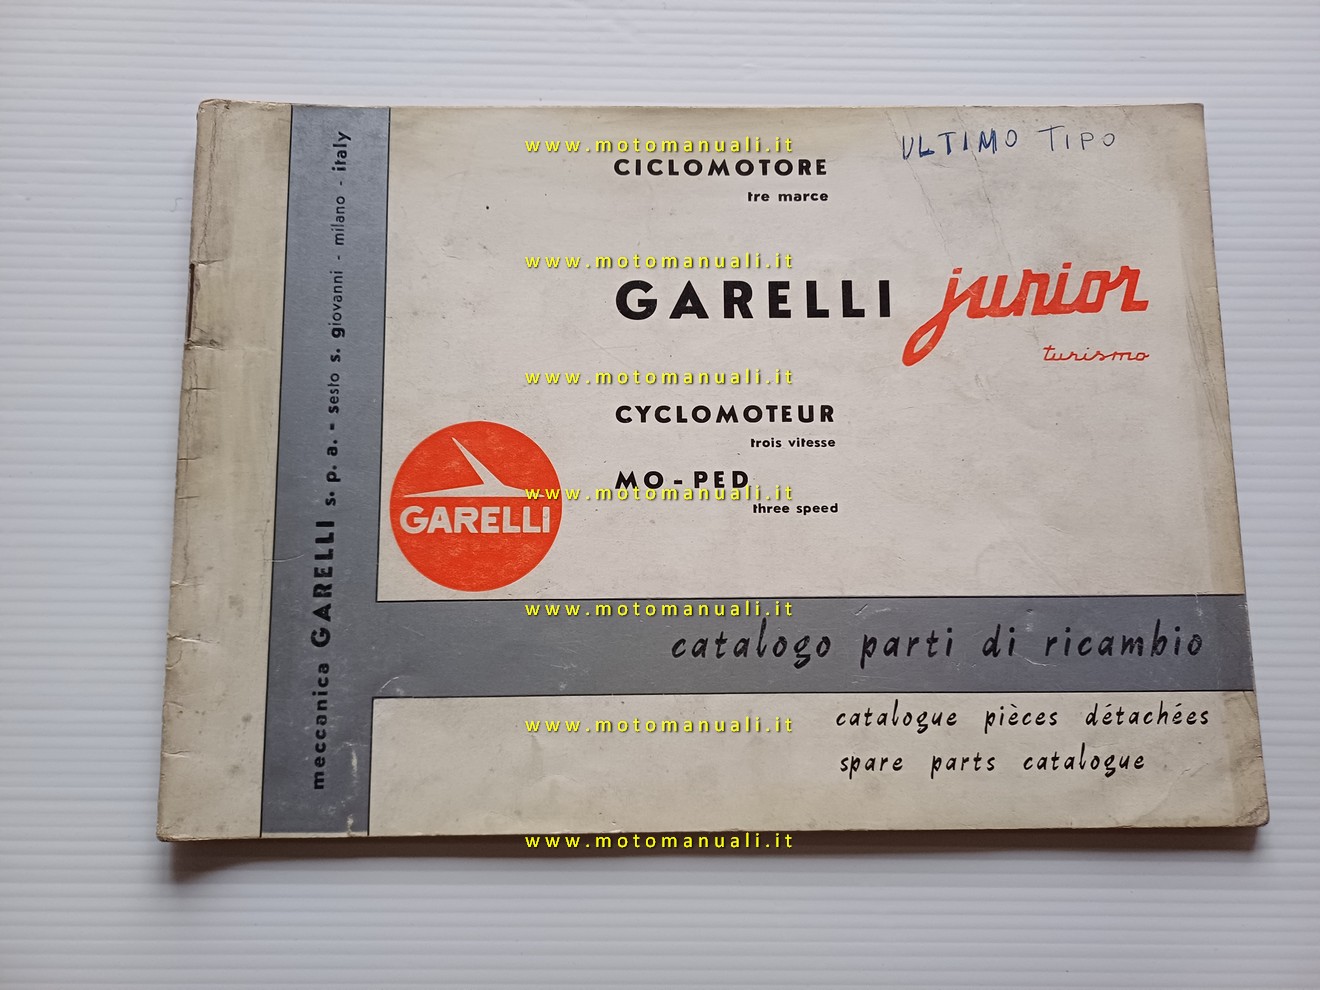 www.motomanuali.it
ULTIMO TIPO
CICLOMOTORE
tre marce
www.motomanuali.it
GARELLI junior
turismo
www.motomanuali.it
CYCLOMOTEUR
trois vitesse
MO-PED
www.motomanuali.it
three speed
GARELLI
meccanica GARELLI s. p. a. - sesto s. giovanni - milano - italy
www.motomanuali.it
catalogo parti di ricambio
www.motomanuali.it
catalogue pièces détachées
spare parts catalogue
www.motomanuali.it